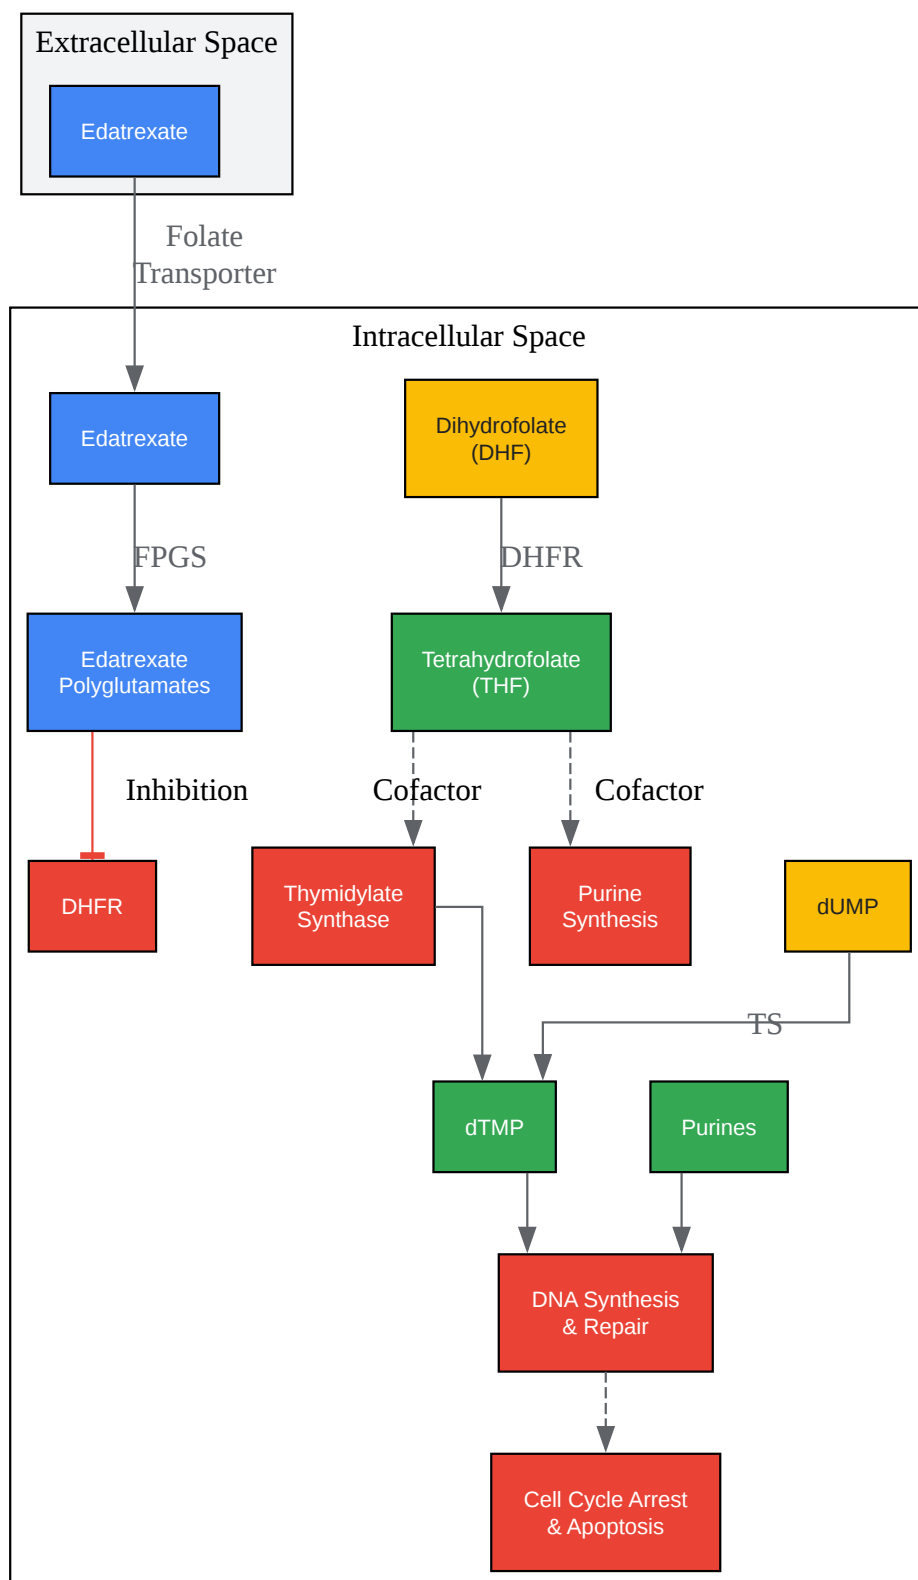 Extracellular Space
Edatrexate
Folate
Transporter
Intracellular Space
Edatrexate
Dihydrofolate
(DHF)
FPGS
DHFR
Edatrexate
Polyglutamates
Tetrahydrofolate
(THF)
Inhibition
Cofactor
Cofactor
DHFR
Thymidylate
Synthase
Purine
Synthesis
dUMP
TS
dTMP
Purines
DNA Synthesis
& Repair
Cell Cycle Arrest
& Apoptosis